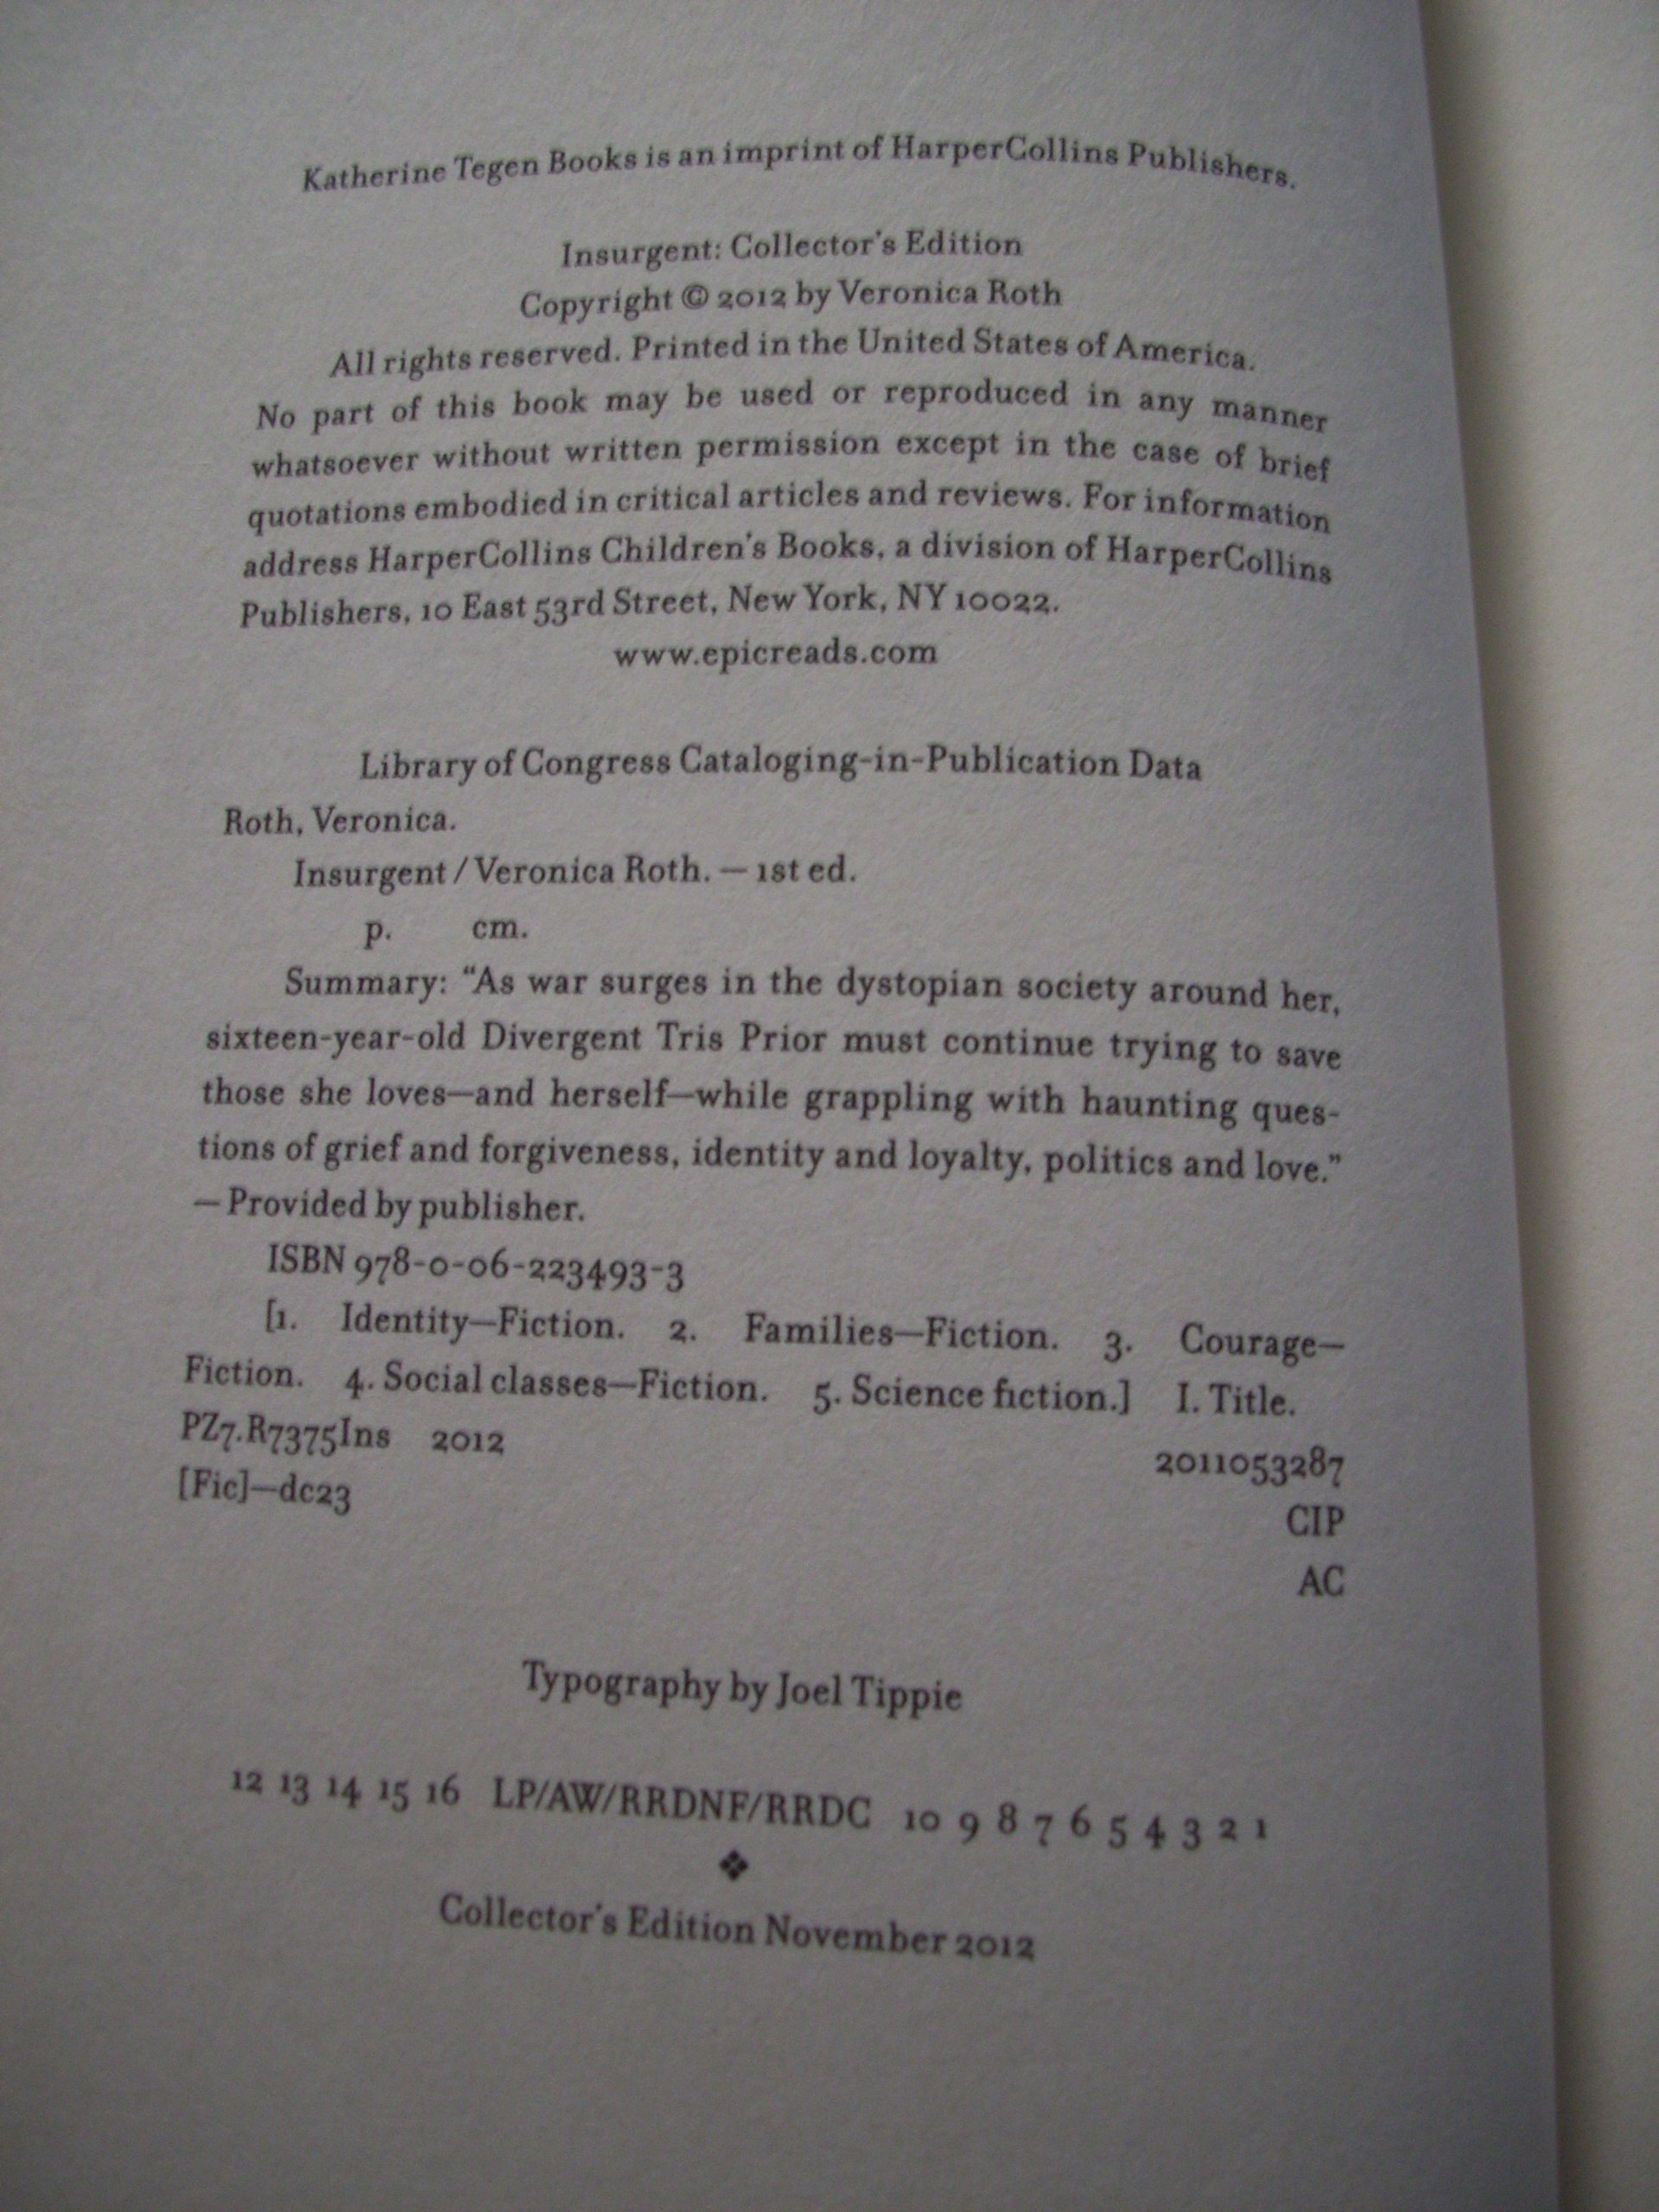 Katherine Tegen Books is an imprint of HarperCollins Publishers.
Insurgent: Collector's Edition
Copyright © 2012 by Veronica Roth
All rights reserved. Printed in the United States of America.
No part of this book may be used or reproduced in any manner
whatsoever without written permission except in the case of brief
quotations embodied in critical articles and reviews. For information
address HarperCollins Children's Books, a division of HarperCollins
Publishers, 10 East 53rd Street, New York, NY 10022.
www.epicreads.com
Library of Congress Cataloging-in-Publication Data
Roth, Veronica.
Insurgent / Veronica Roth. — 1st ed.
p. cm.
Summary: “As war surges in the dystopian society around her,
sixteen-year-old Divergent Tris Prior must continue trying to save
those she loves—and herself—while grappling with haunting ques-
tions of grief and forgiveness, identity and loyalty, politics and love.”
— Provided by publisher.
ISBN 978-0-06-223493-3
[1. Identity—Fiction. 2. Families—Fiction. 3. Courage—
Fiction. 4. Social classes—Fiction. 5. Science fiction.] I. Title.
PZ7.R7375Ins 2012 2011053287
[Fic]—dc23 CIP
AC
Typography by Joel Tippie
12 13 14 15 16 LP/AW/RRDNF/RRDC 10 9 8 7 6 5 4 3 2 1
❖
Collector's Edition November 2012